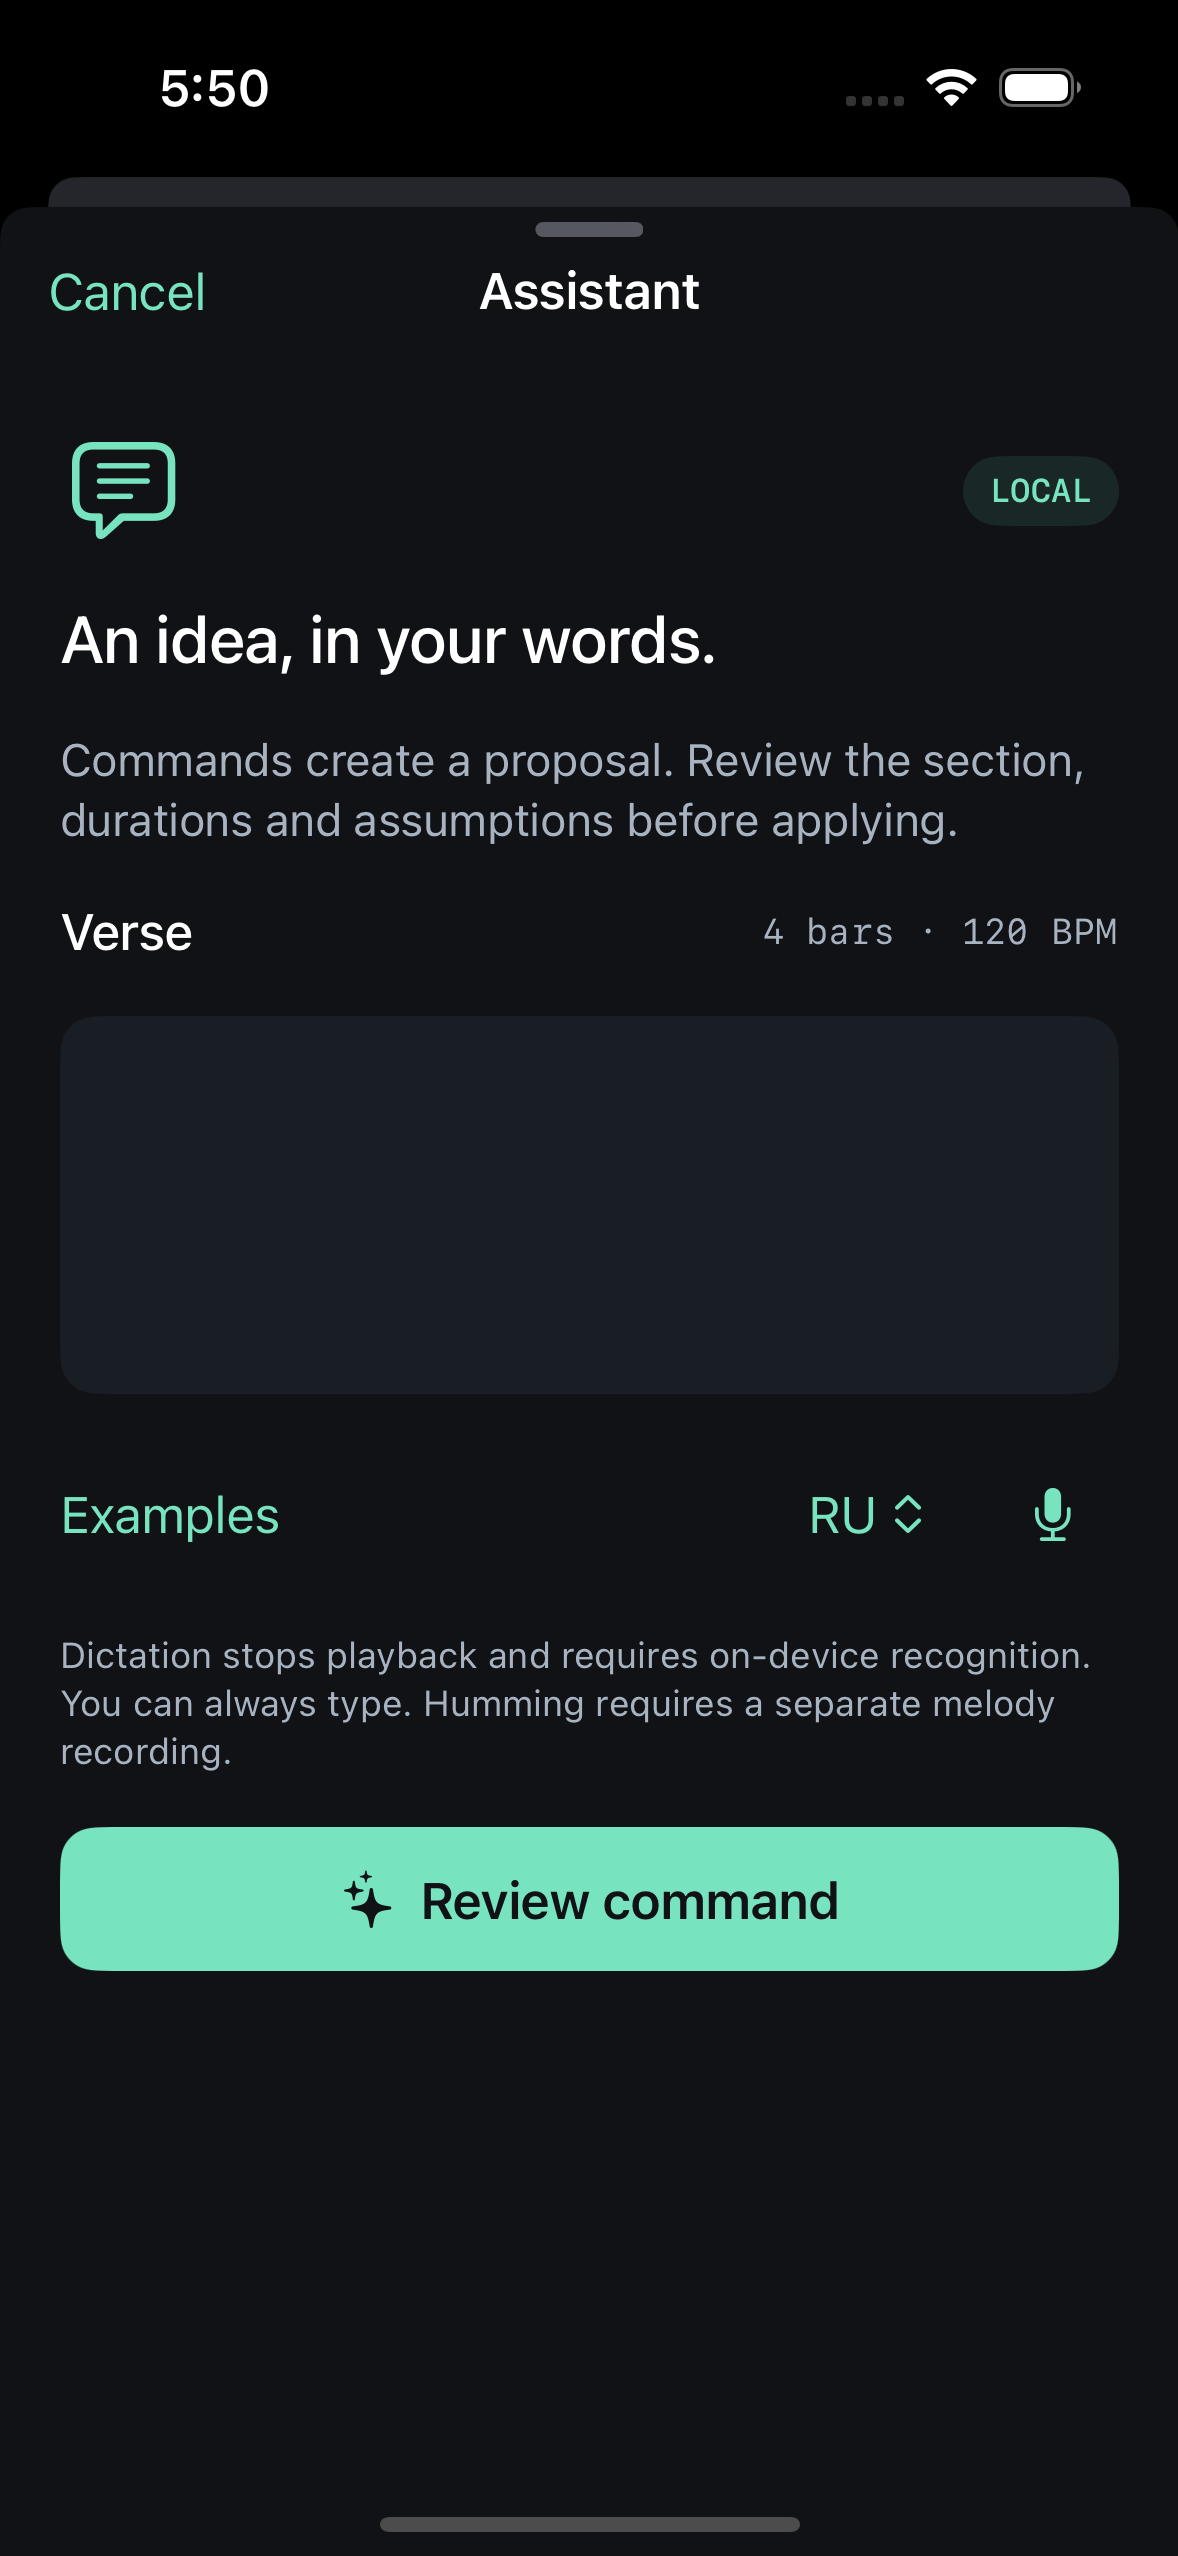 5:50
Cancel
Assistant
LOCAL
An idea, in your words.
Commands create a proposal. Review the section,
durations and assumptions before applying.
Verse
4 bars · 120 BPM
Examples
RU
Dictation stops playback and requires on-device recognition.
You can always type. Humming requires a separate melody
recording.
Review command